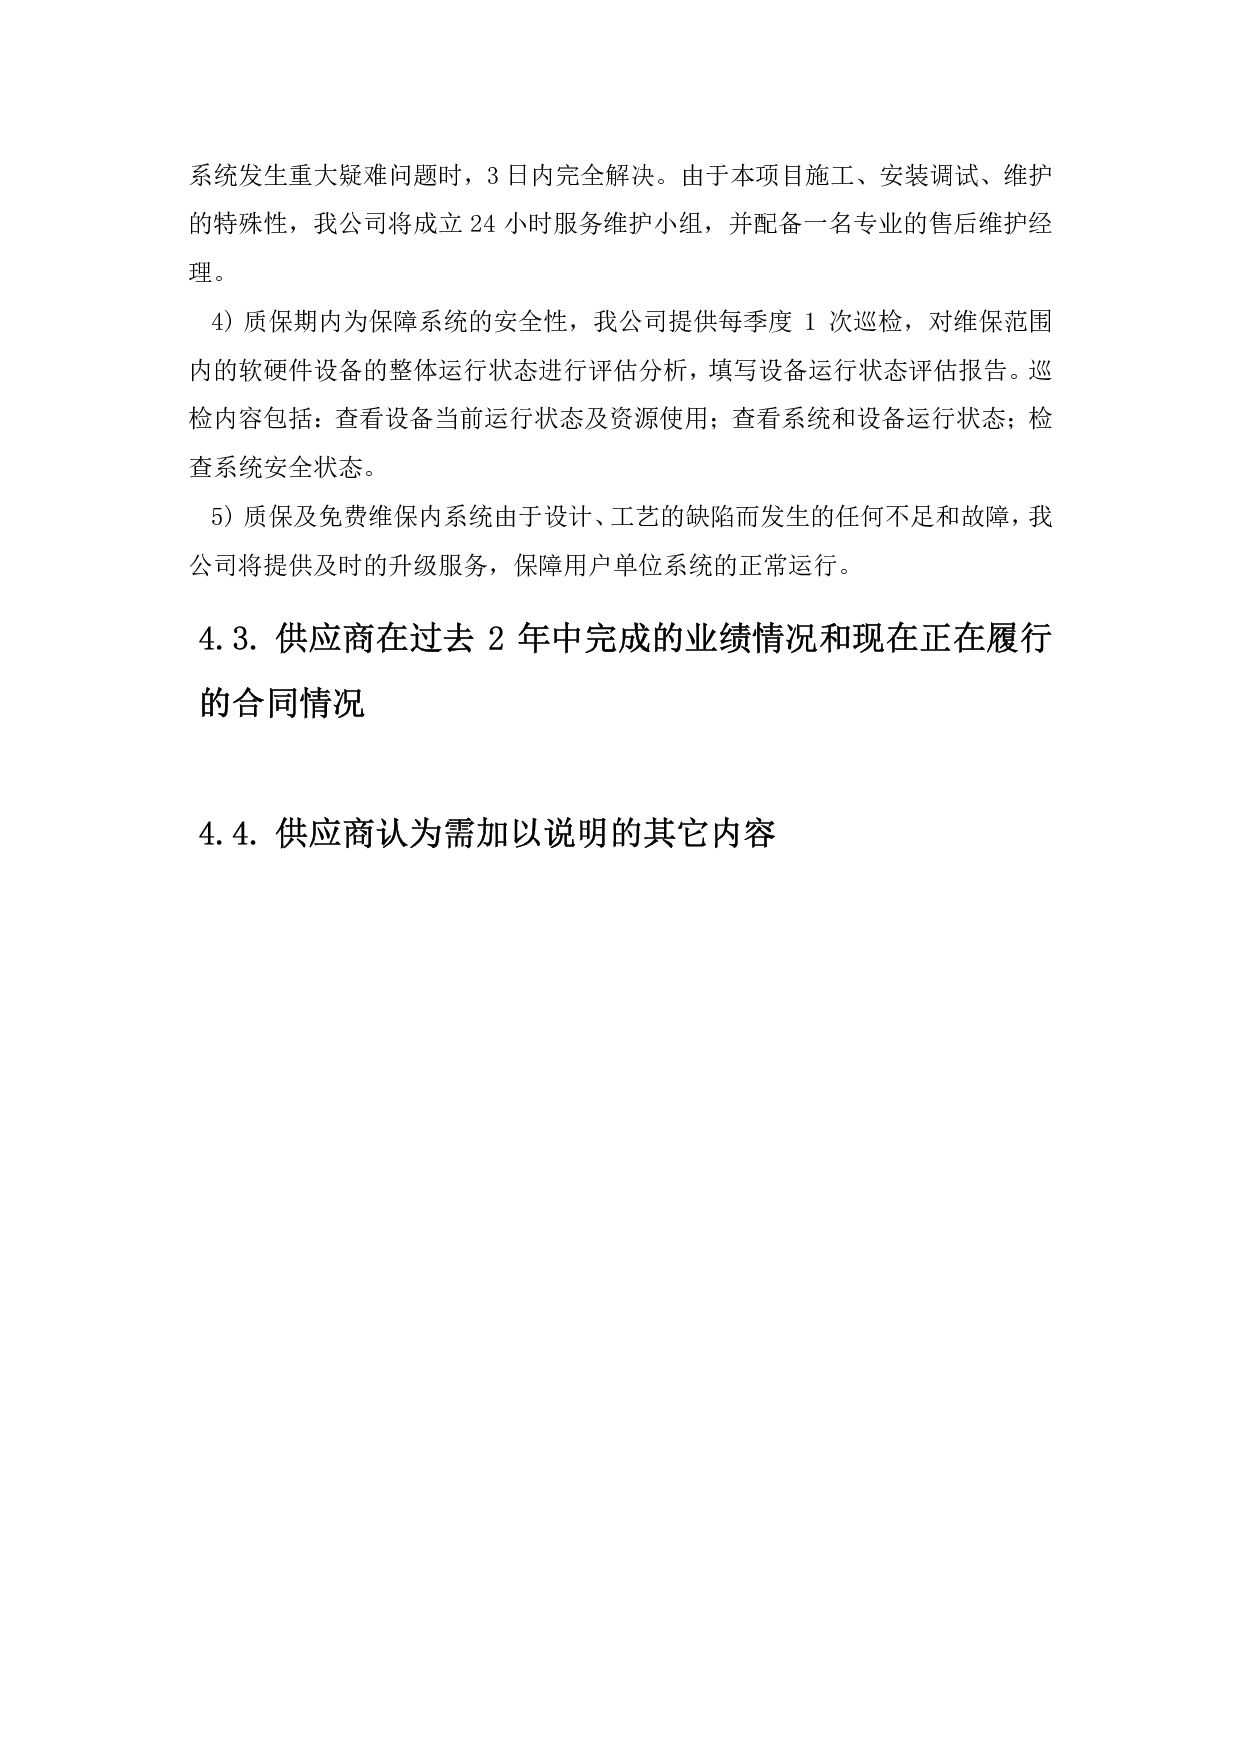 系统发生重大疑难问题时，3 日内完全解决。由于本项目施工、安装调试、维护
的特殊性，我公司将成立 24 小时服务维护小组，并配备一名专业的售后维护经
理。
4）质保期内为保障系统的安全性，我公司提供每季度 1 次巡检，对维保范围
内的软硬件设备的整体运行状态进行评估分析，填写设备运行状态评估报告。巡
检内容包括：查看设备当前运行状态及资源使用；查看系统和设备运行状态；检
查系统安全状态。
5）质保及免费维保内系统由于设计、工艺的缺陷而发生的任何不足和故障，我
公司将提供及时的升级服务，保障用户单位系统的正常运行。
4.3. 供应商在过去 2 年中完成的业绩情况和现在正在履行
的合同情况
4.4. 供应商认为需加以说明的其它内容